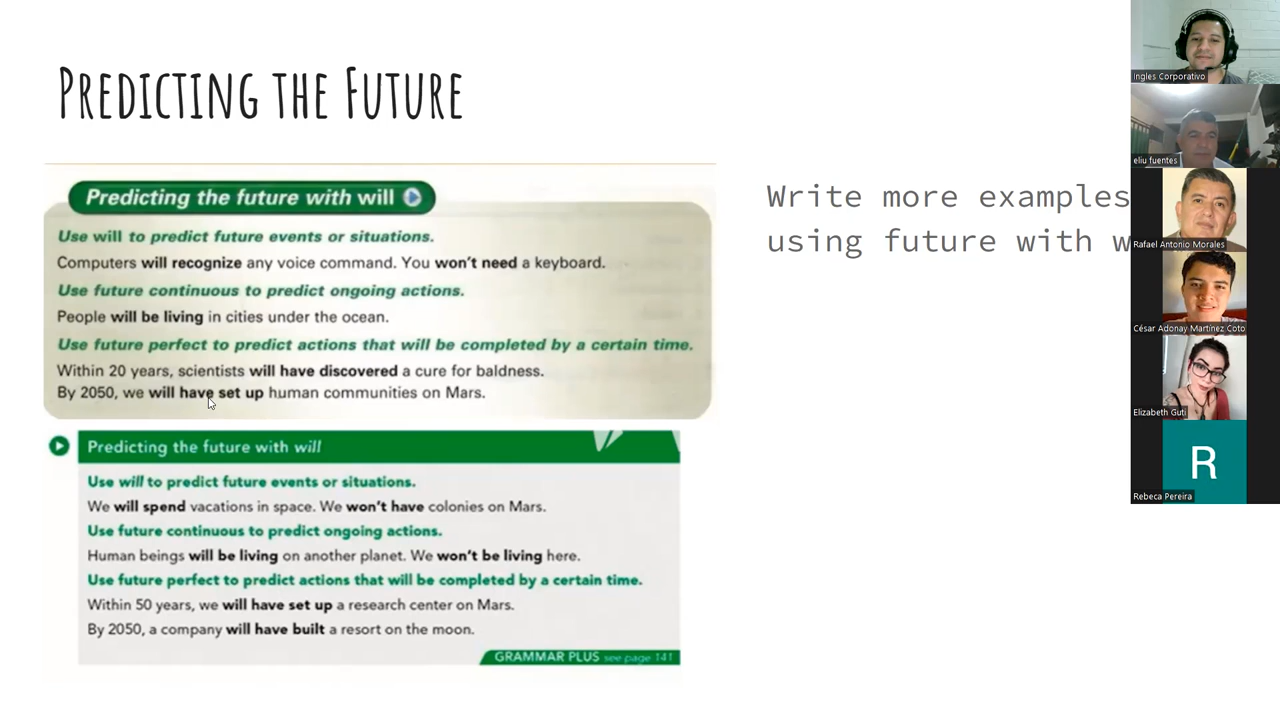 PREDICTING THE FUTURE
Predicting the future with will
Use will to predict future events or situations.
Computers will recognize any voice command. You won't need a keyboard.
Use future continuous to predict ongoing actions.
People will be living in cities under the ocean.
Use future perfect to predict actions that will be completed by a certain time.
Within 20 years, scientists will have discovered a cure for baldness.
By 2050, we will have set up human communities on Mars.
Predicting the future with will
Use will to predict future events or situations.
We will spend vacations in space. We won't have colonies on Mars.
Use future continuous to predict ongoing actions.
Human beings will be living on another planet. We won't be living here.
Use future perfect to predict actions that will be completed by a certain time.
Within 50 years, we will have set up a research center on Mars.
By 2050, a company will have built a resort on the moon.
GRAMMAR PLUS see page 141
Write more examples
using future with w
Ingles Corporativo
eliu fuentes
Rafael Antonio Morales
César Adonay Martínez Coto
Elizabeth Guti
R
Rebeca Pereira